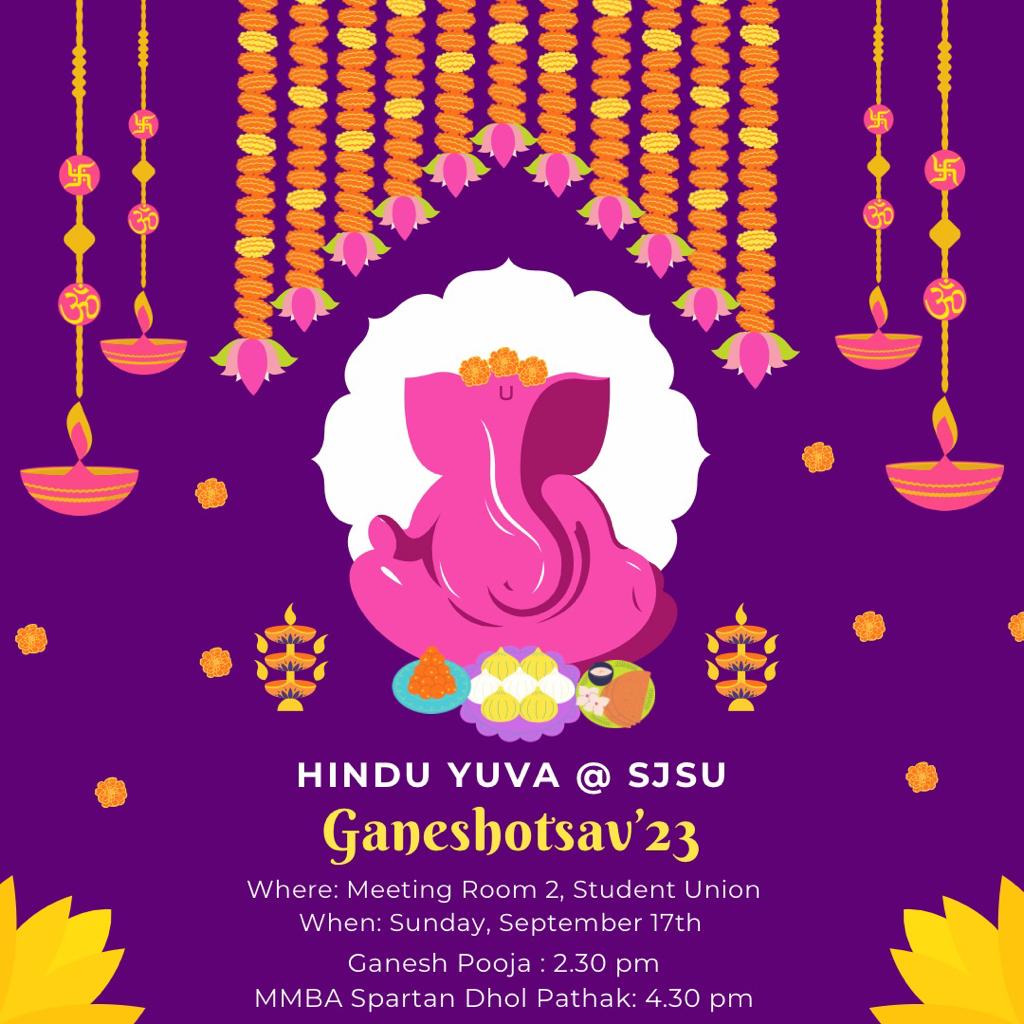 ॐ
ॐ
ॐ
ॐ
HINDU YUVA @ SJSU
Ganeshotsav'23
Where: Meeting Room 2, Student Union
When: Sunday, September 17th
Ganesh Pooja : 2.30 pm
MMBA Spartan Dhol Pathak: 4.30 pm